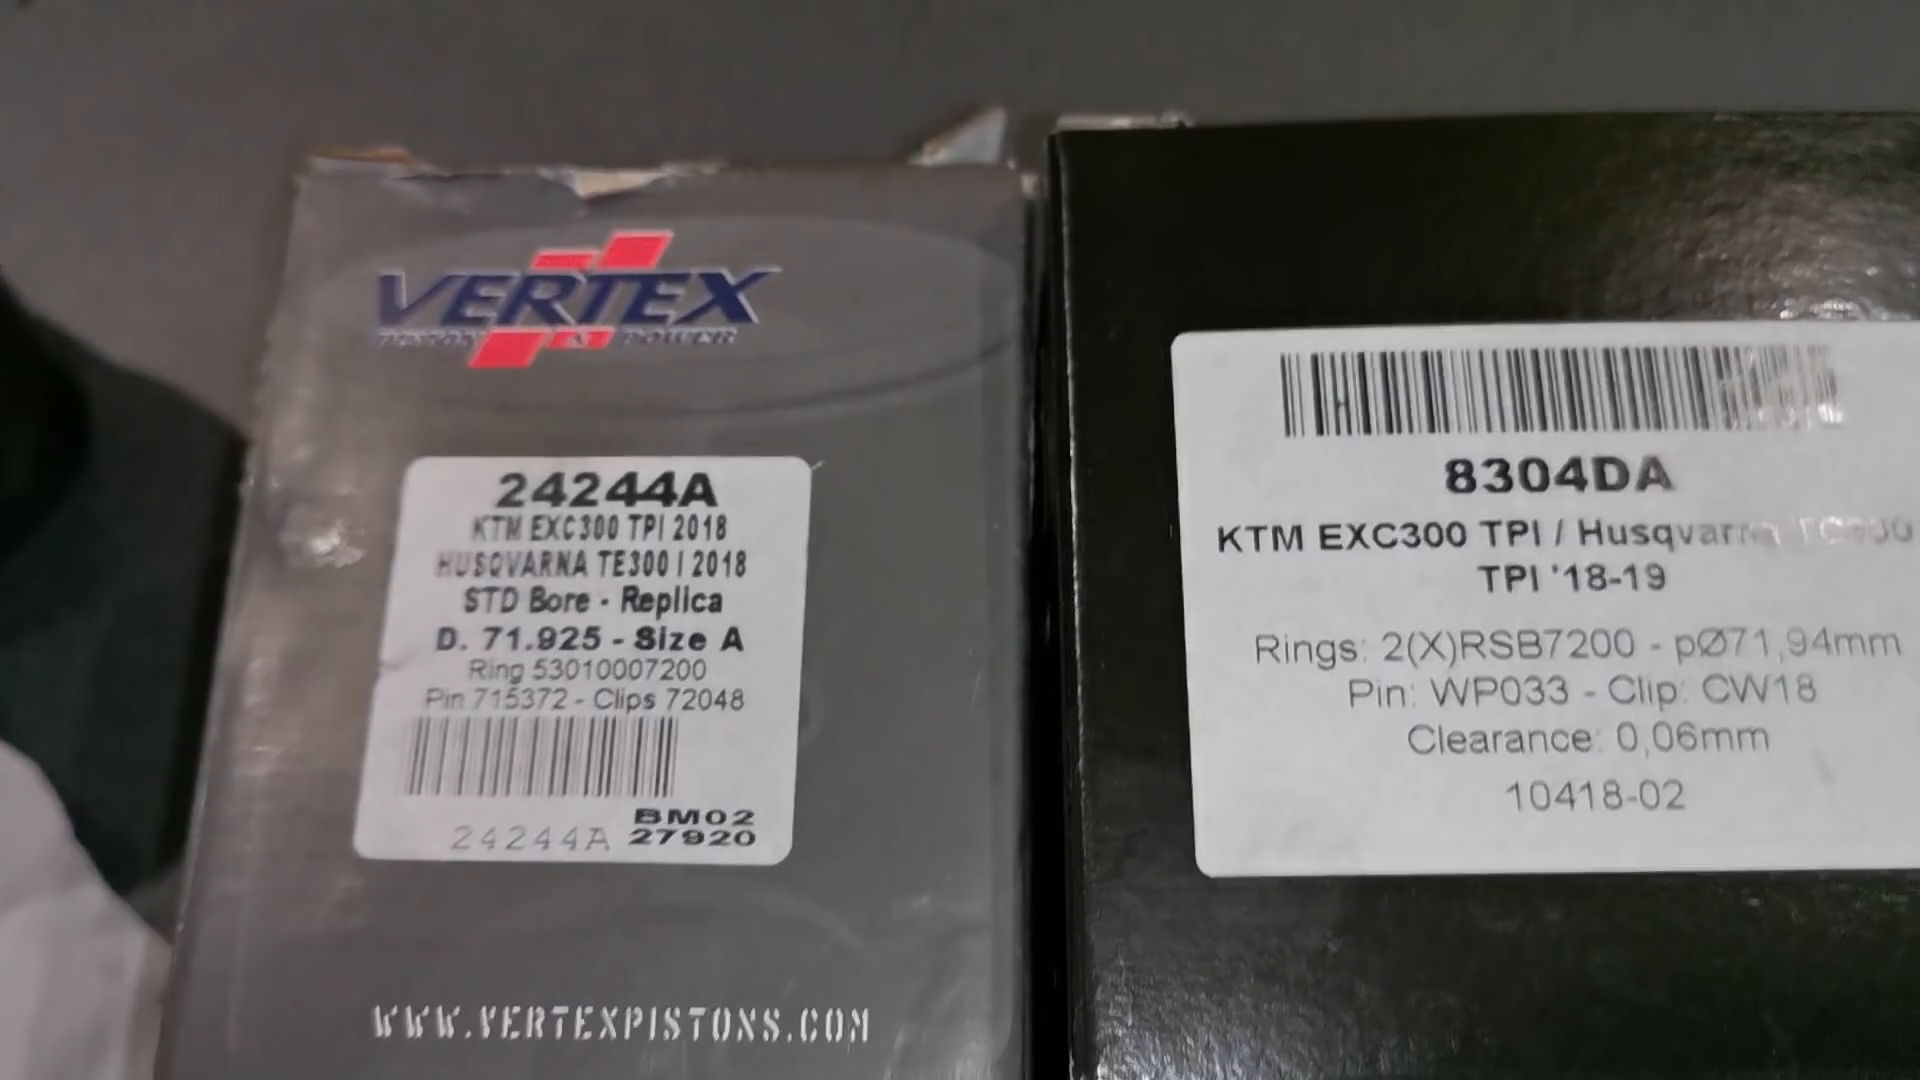 VERTEX
PISTON POWER
24244A
KTM EXC300 TPI 2018
HUSQVARNA TE300 I 2018
STD Bore - Replica
D. 71.925 - Size A
Ring 53010007200
Pin 715372 - Clips 72048
BM02
24244A 27920
WWW.VERTEXPISTONS.COM
8304DA
KTM EXC300 TPI / Husqvarna
TPI '18-19
Rings: 2(X)RSB7200 - pØ71,94mm
Pin: WP033 - Clip: CW18
Clearance: 0,06mm
10418-02